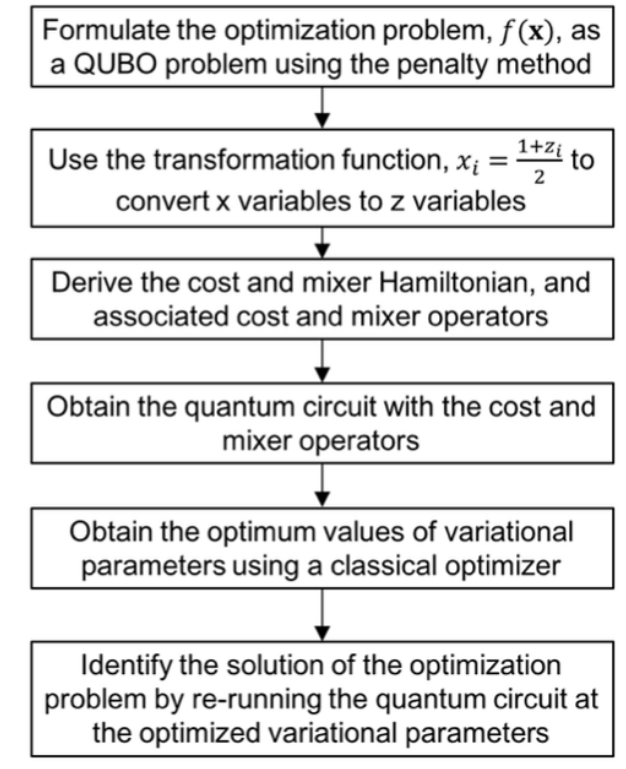 Formulate the optimization problem, f(𝐱), as
a QUBO problem using the penalty method
Use the transformation function, xᵢ = (1+zᵢ)/2 to
convert x variables to z variables
Derive the cost and mixer Hamiltonian, and
associated cost and mixer operators
Obtain the quantum circuit with the cost and
mixer operators
Obtain the optimum values of variational
parameters using a classical optimizer
Identify the solution of the optimization
problem by re-running the quantum circuit at
the optimized variational parameters